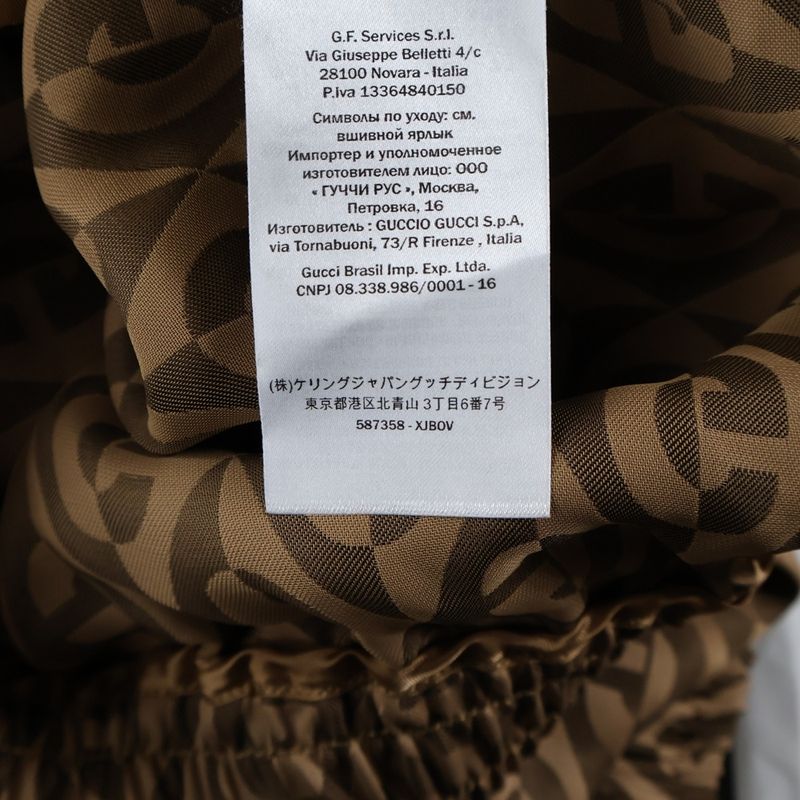 G.F. Services S.r.l.
Via Giuseppe Belletti 4/c
28100 Novara - Italia
P.Iva 13364840150
Символы по уходу: см.
вшивной ярлык
Импортер и уполномоченное
изготовителем лицо: ООО
« ГУЧЧИ РУС », Москва,
Петровка, 16
Изготовитель : GUCCIO GUCCI S.p.A,
via Tornabuoni, 73/R Firenze , Italia
Gucci Brasil Imp. Exp. Ltda.
CNPJ 08.338.986/0001 - 16
(株)ケリングジャパングッチディビジョン
東京都港区北青山 3丁目6番7号
587358 - XJBOV